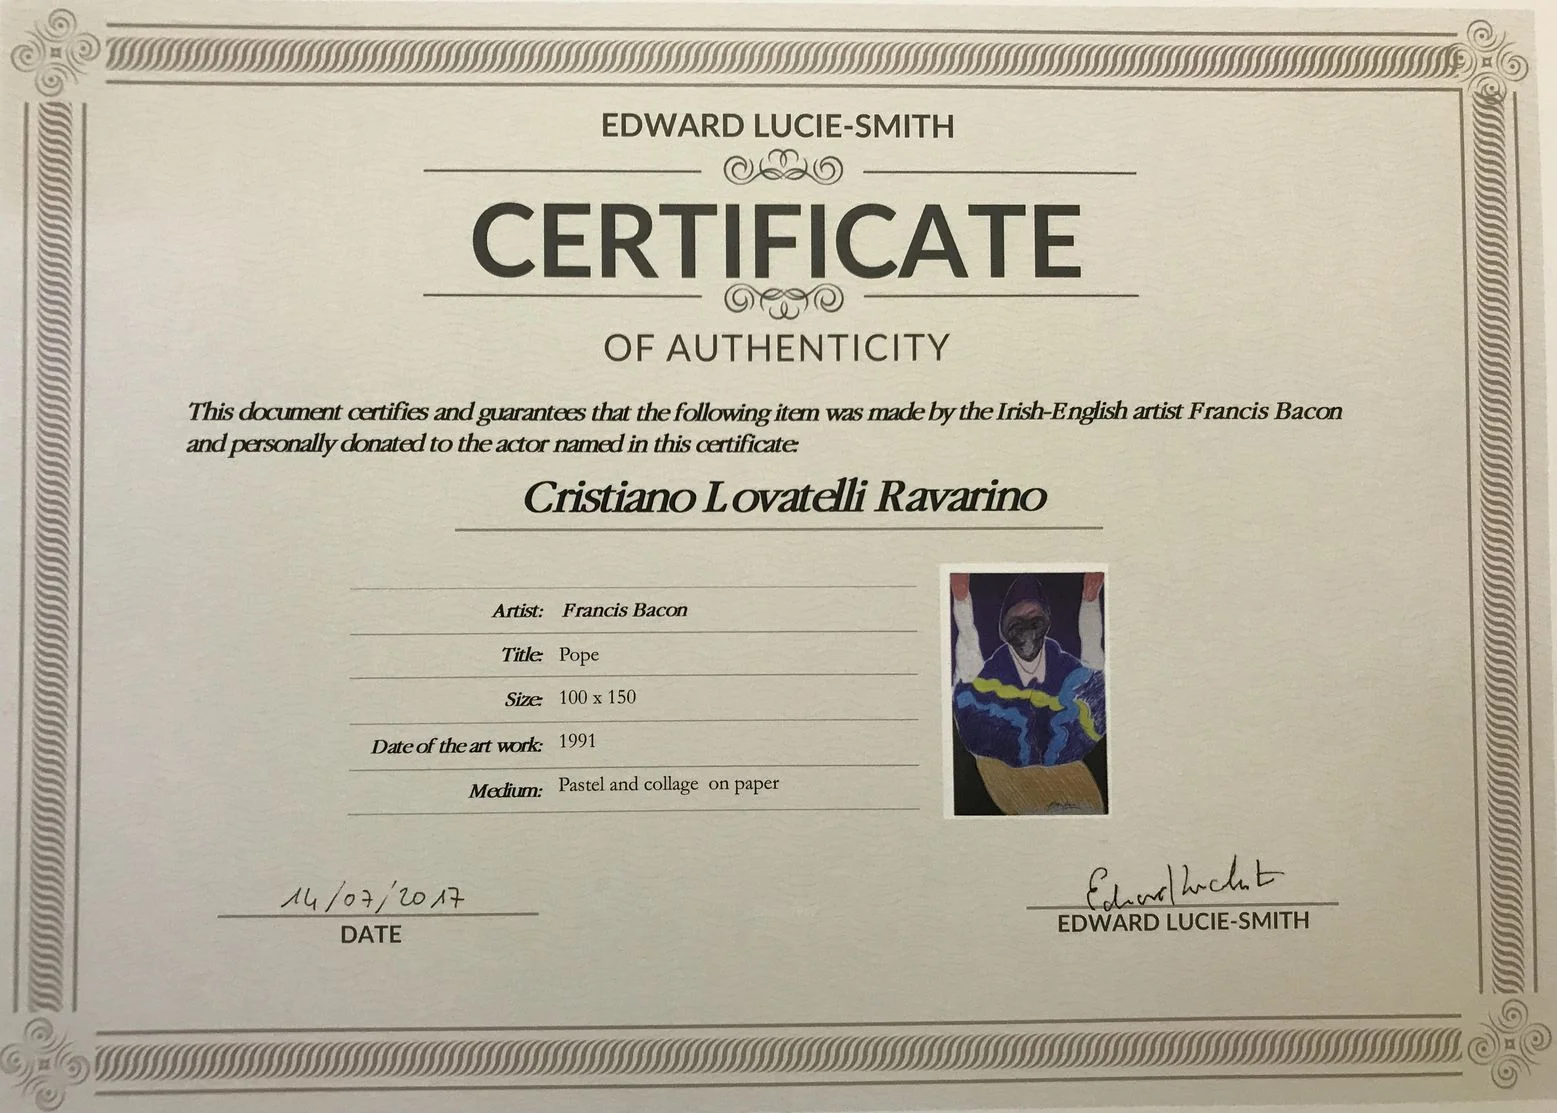 EDWARD LUCIE-SMITH
CERTIFICATE
OF AUTHENTICITY
This document certifies and guarantees that the following item was made by the Irish-English artist Francis Bacon
and personally donated to the actor named in this certificate:
Cristiano Lovatelli Ravarino
Artist: Francis Bacon
Title: Pope
Size: 100 x 150
Date of the art work: 1991
Medium: Pastel and collage on paper
14/07/2017
DATE
Edward Lucie-Smith
EDWARD LUCIE-SMITH